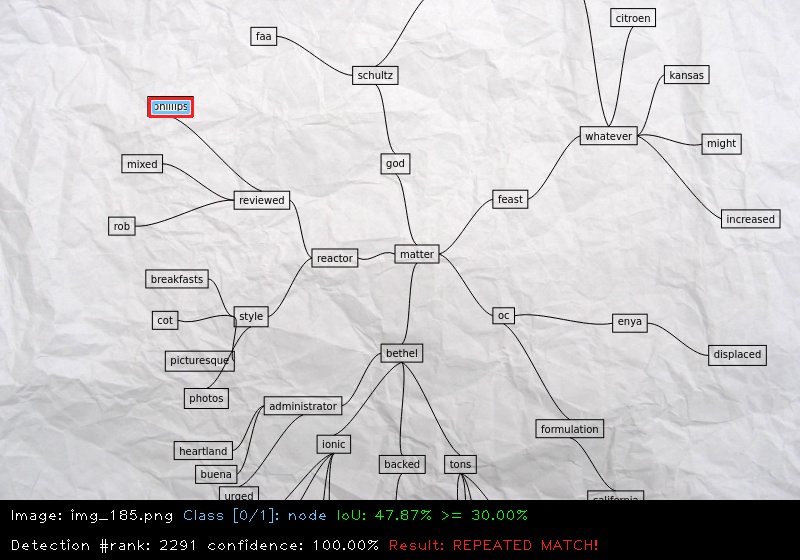 citroen
faa
schultz
kansas
whatever
might
mixed
god
reviewed
feast
increased
rob
reactor
matter
breakfasts
cot
style
oc
enya
picturesque
bethel
displaced
photos
administrator
formulation
heartland
ionic
buena
backed
tons
urged
california
Image: img_185.png Class [0/1]: node IoU: 47.87% >= 30.00%
Detection #rank: 2291 confidence: 100.00% Result: REPEATED MATCH!